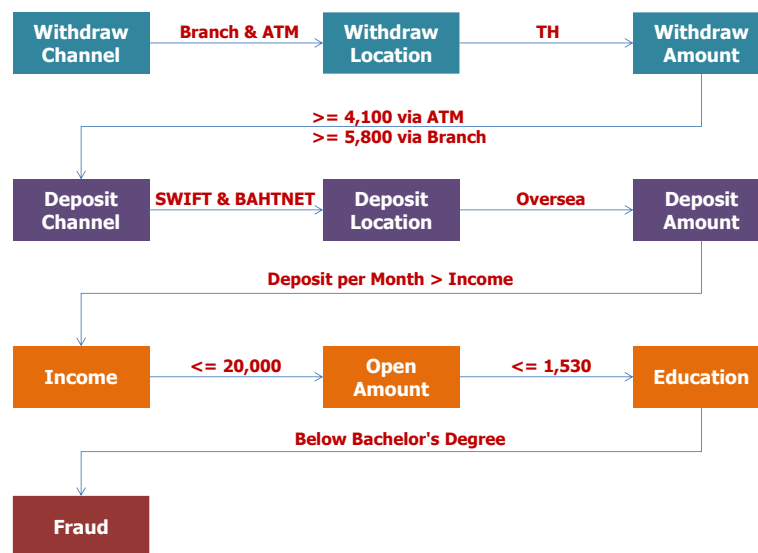 Withdraw
Channel
Branch & ATM
Withdraw
Location
TH
Withdraw
Amount
>= 4,100 via ATM
>= 5,800 via Branch
Deposit
Channel
SWIFT & BAHTNET
Deposit
Location
Oversea
Deposit
Amount
Deposit per Month > Income
Income
<= 20,000
Open
Amount
<= 1,530
Education
Below Bachelor's Degree
Fraud